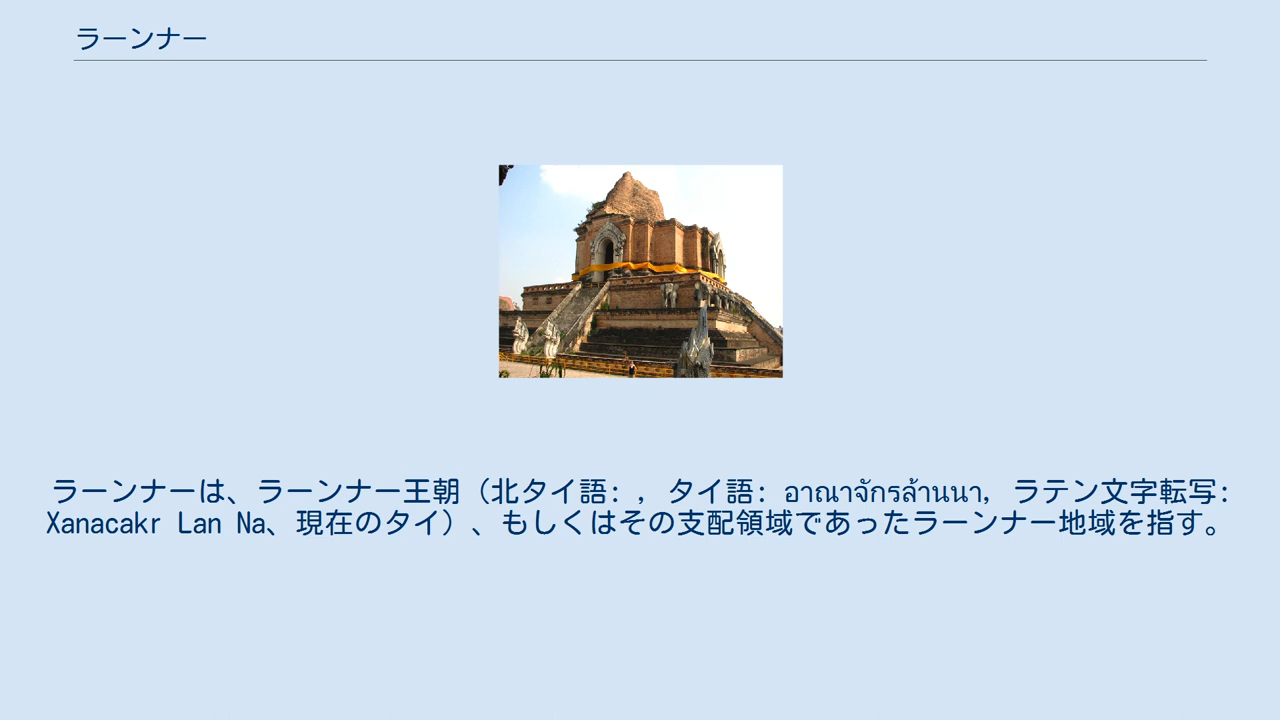 ラーンナー
ラーンナーは、ラーンナー王朝（北タイ語: , タイ語: อาณาจักรล้านนา, ラテン文字転写:
Xanacakr Lan Na、現在のタイ）、もしくはその支配領域であったラーンナー地域を指す。